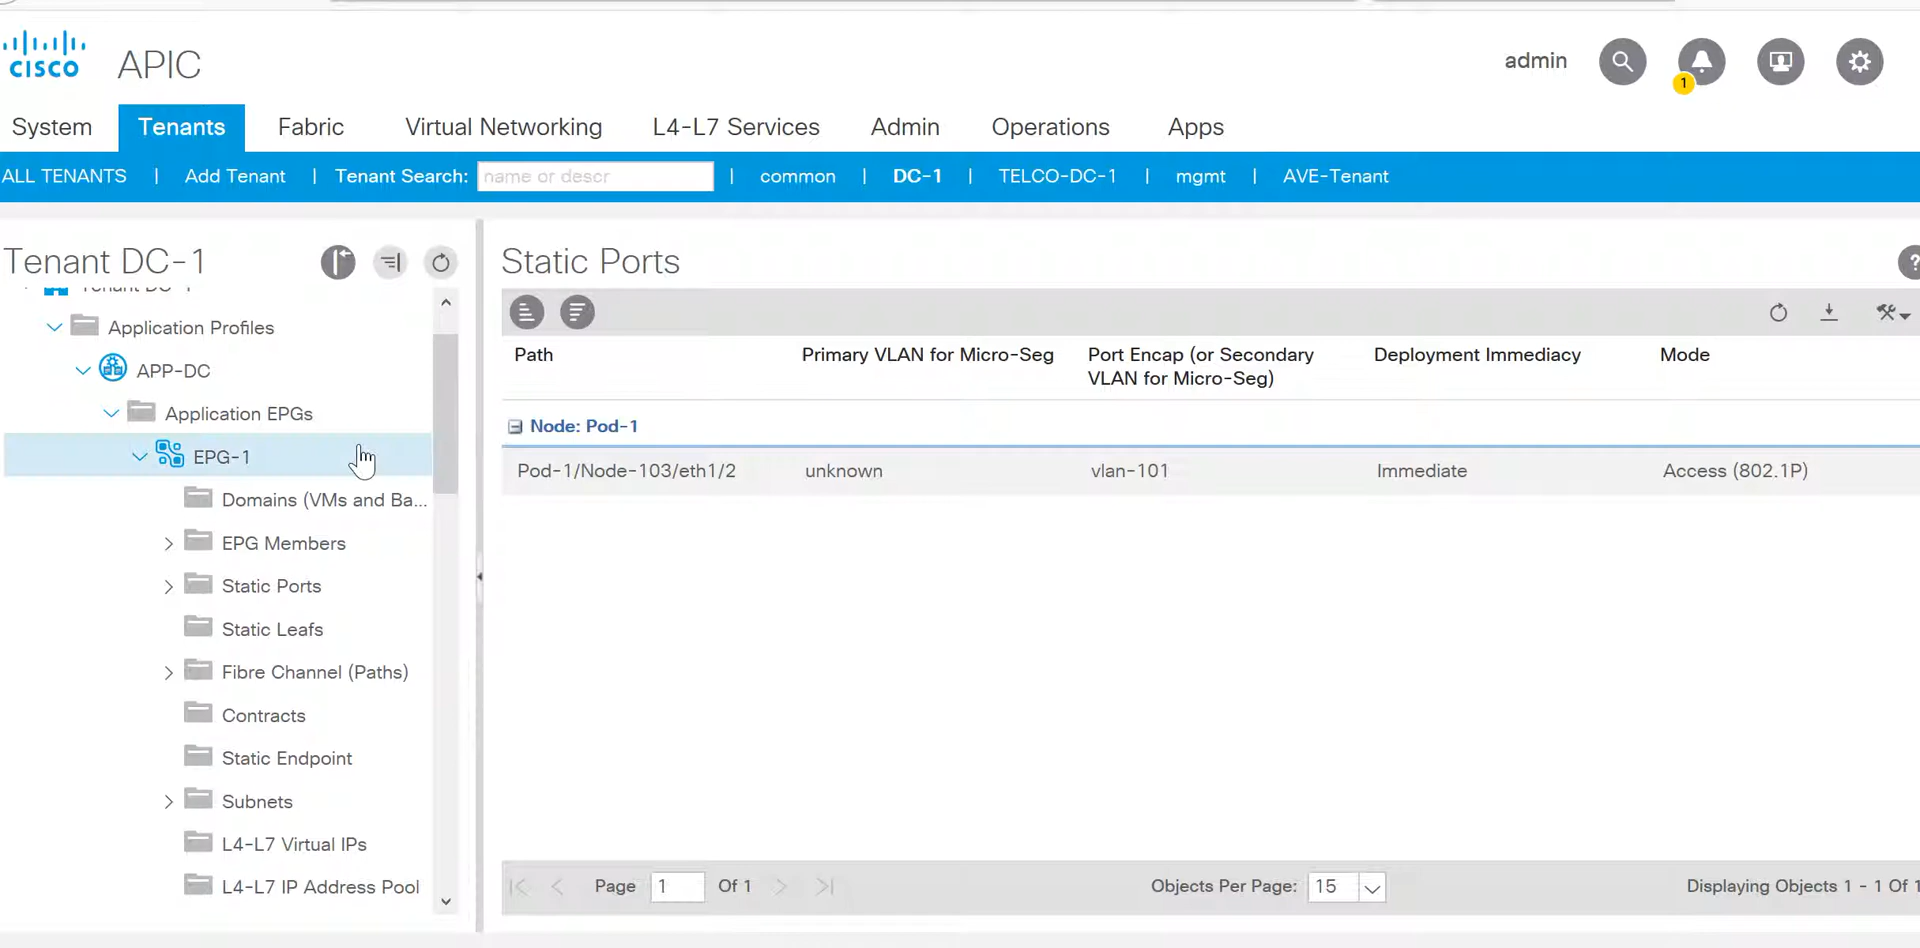 cisco APIC
admin
1
System Tenants Fabric Virtual Networking L4-L7 Services Admin Operations Apps
ALL TENANTS | Add Tenant | Tenant Search: name or descr | common | DC-1 | TELCO-DC-1 | mgmt | AVE-Tenant
Tenant DC-1
Tenant DC-1
Application Profiles
APP-DC
Application EPGs
EPG-1
Domains (VMs and Ba...
EPG Members
Static Ports
Static Leafs
Fibre Channel (Paths)
Contracts
Static Endpoint
Subnets
L4-L7 Virtual IPs
L4-L7 IP Address Pool
Static Ports
?
Path Primary VLAN for Micro-Seg Port Encap (or Secondary Deployment Immediacy Mode
VLAN for Micro-Seg)
Node: Pod-1
Pod-1/Node-103/eth1/2 unknown vlan-101 Immediate Access (802.1P)
Page 1 Of 1 Objects Per Page: 15 Displaying Objects 1 - 1 Of 1